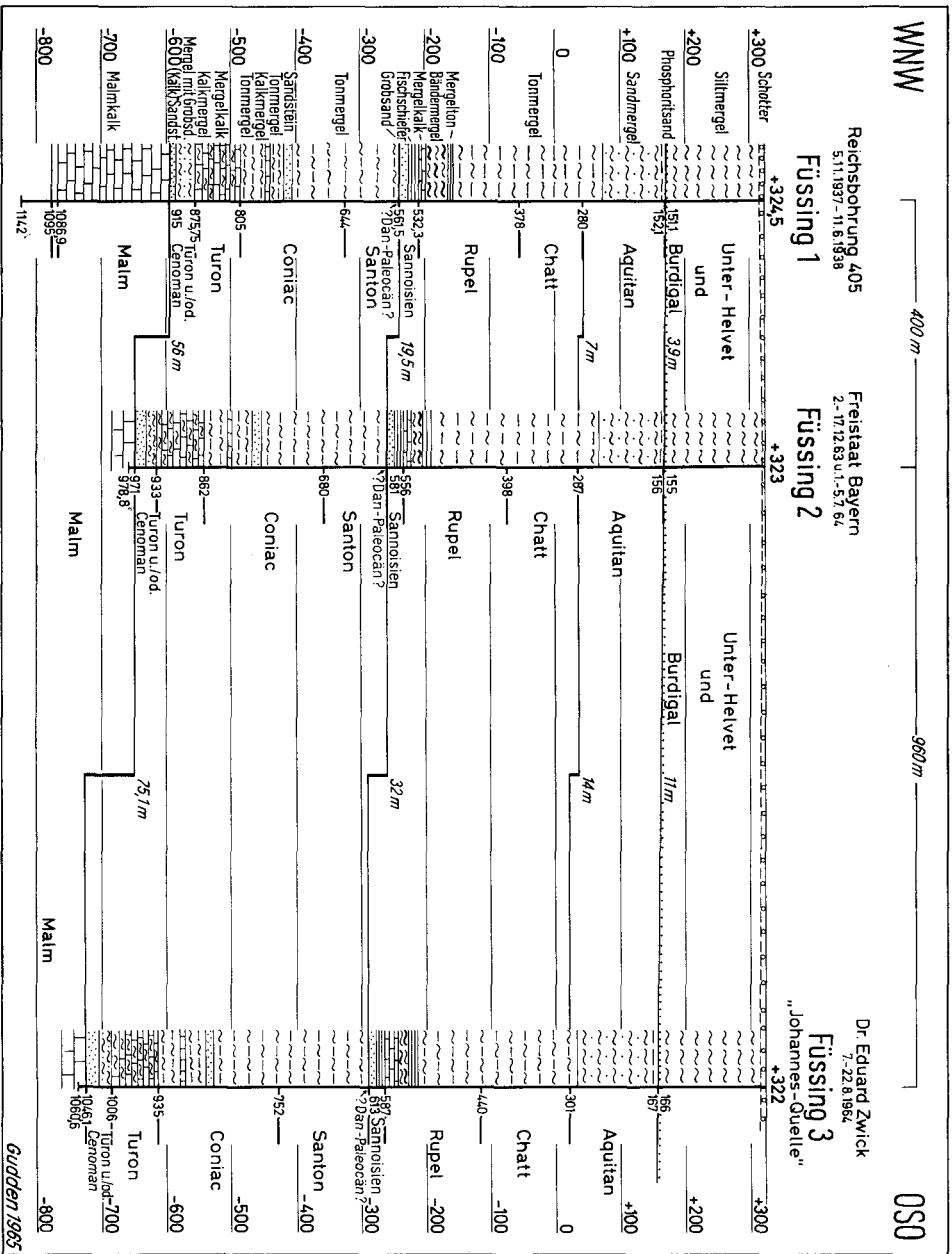 WNW
OSO
400 m
960 m
Reichsbohrung 405
5.11.1937–11.6.1938
Füssing 1
+324,5
Freistaat Bayern
2.–17.12.63 u. 1.–5.7.64
Füssing 2
+323
Dr. Eduard Zwick
7.–22.8.1964
Füssing 3
„Johannes-Quelle"
+322
+300
+200
+100
0
-100
-200
-300
-400
-500
-600
-700
-800
Schotter
Siltmergel
Phosphoritsand
Sandmergel
Tonmergel
Mergelton
Bändermergel
Mergelkalk
Fischschiefer
Grobsand
Tonmergel
Sandstein
Tonmergel
Kalkmergel
Tonmergel
Mergelkalk
Kalkmergel
Mergel mit Grobsd.
(Kalk) Sandst.
Malmkalk
151,1
152,1
280
378
532,3
561,5
644
805
875,75
915
1086,9
1142
Unter-Helvet
und
Burdigal
Aquitan
Chatt
Rupel
Sannoisien
?Dan-Paleocän?
Santon
Coniac
Turon
Turon u./od.
Cenoman
Malm
3,9 m
7 m
19,5 m
56 m
155
156
287
398
556
581
680
862
933
971
978,8
Unter-Helvet
und
Burdigal
Aquitan
Chatt
Rupel
Sannoisien
?Dan-Paleocän?
Santon
Coniac
Turon
Turon u./od.
Cenoman
Malm
11 m
14 m
32 m
75,1 m
166
167
301
440
587
613
752
935
1006
1046,1
1060,6
Aquitan
Chatt
Rupel
Sannoisien
?Dan-Paleocän?
Santon
Coniac
Turon
Turon u./od.
Cenoman
Malm
+300
+200
+100
0
-100
-200
-300
-400
-500
-600
-700
-800
Gudden 1965